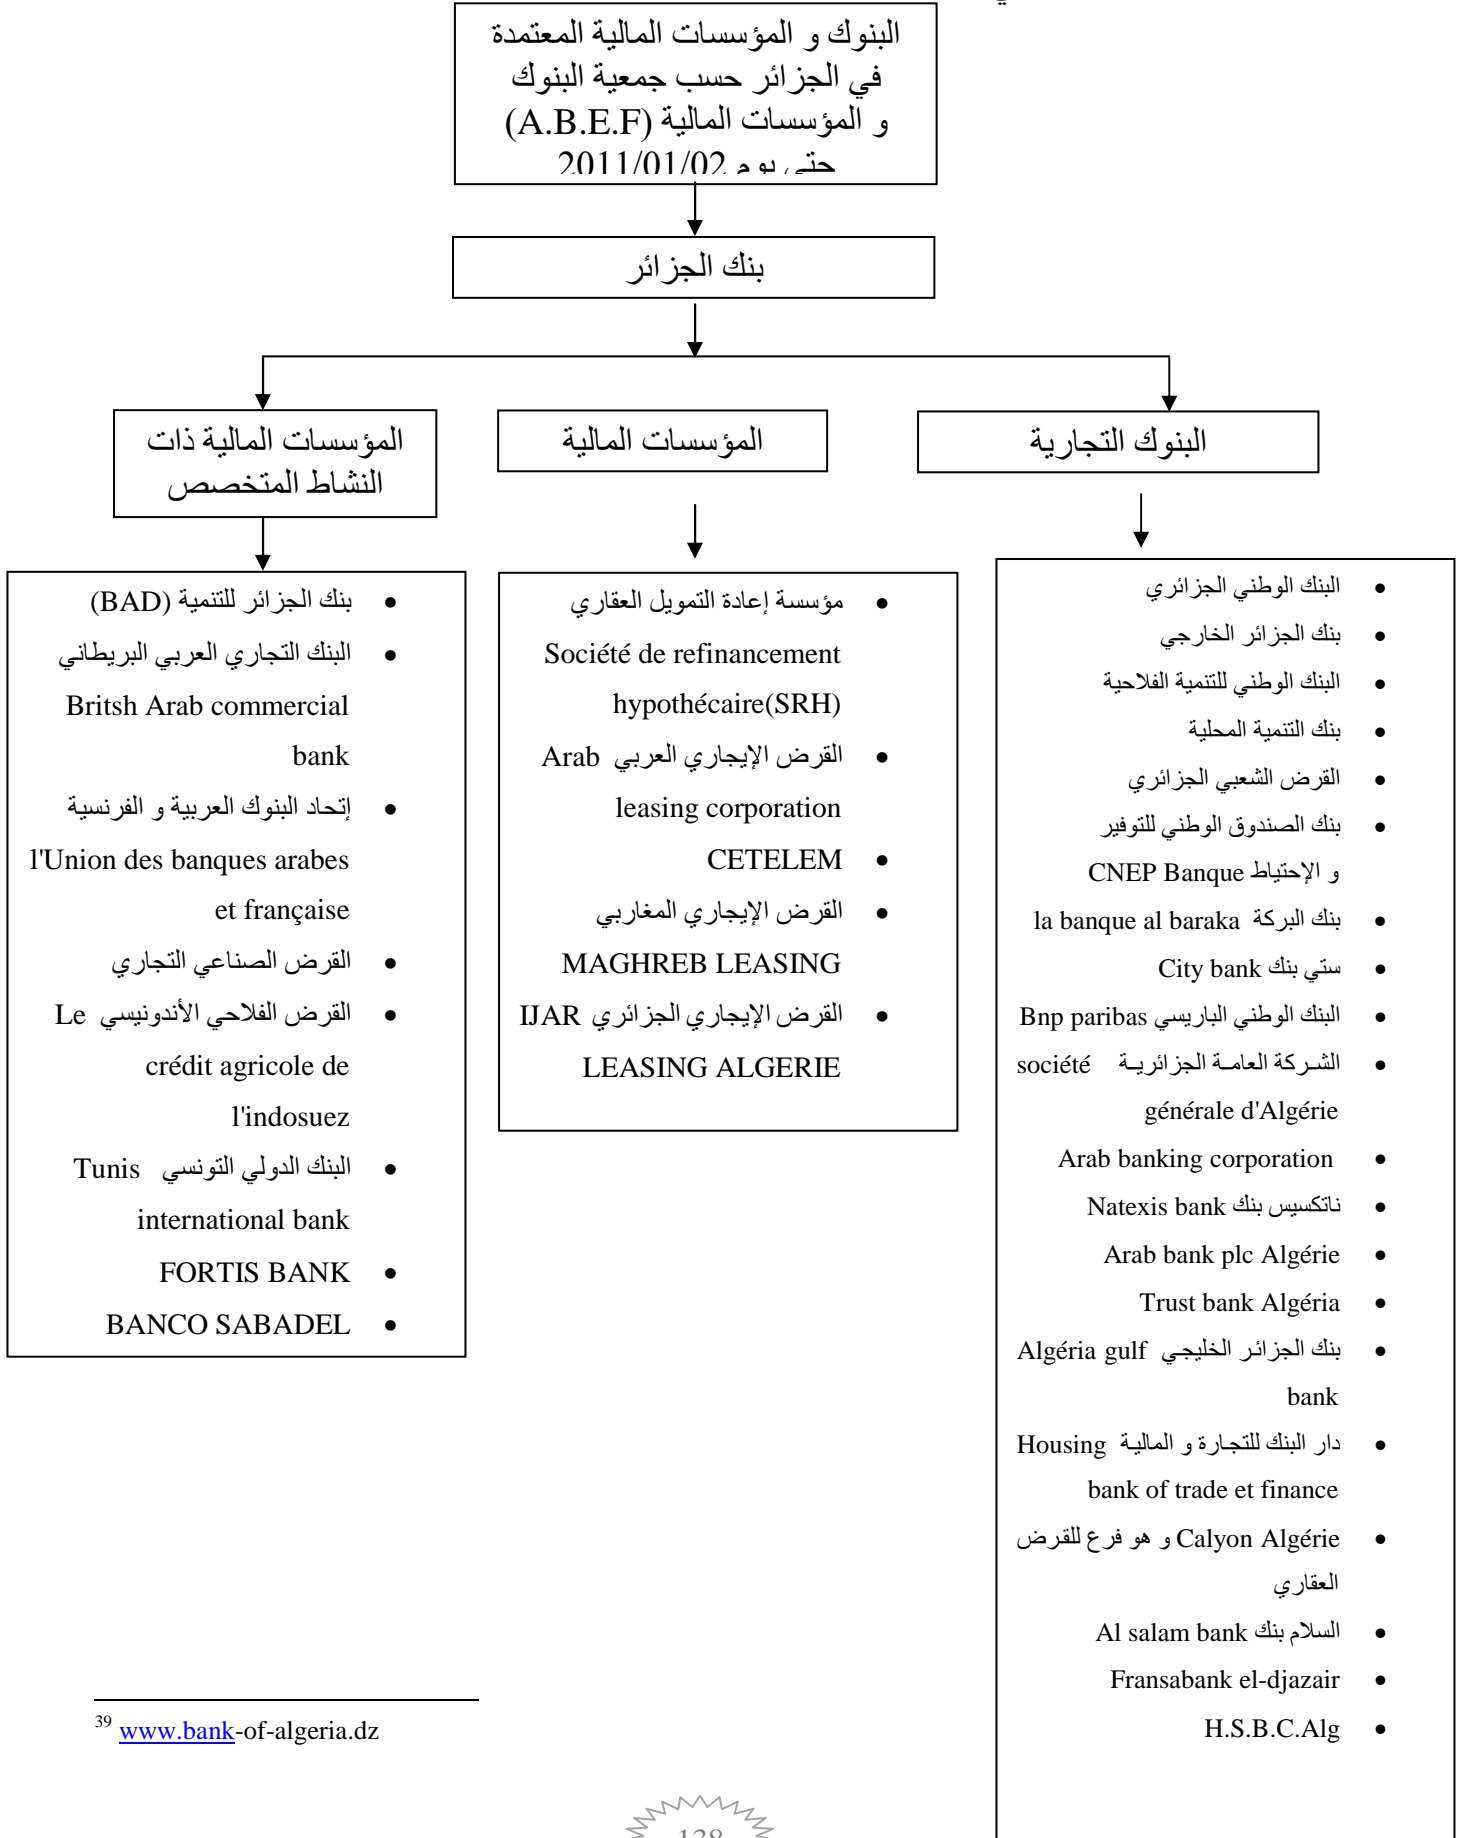 البنوك و المؤسسات المالية المعتمدة
في الجزائر حسب جمعية البنوك
و المؤسسات المالية (A.B.E.F)
حتى يوم 2011/01/02
بنك الجزائر
البنوك التجارية
المؤسسات المالية
المؤسسات المالية ذات
النشاط المتخصص
• البنك الوطني الجزائري
• بنك الجزائر الخارجي
• البنك الوطني للتنمية الفلاحية
• بنك التنمية المحلية
• القرض الشعبي الجزائري
• بنك الصندوق الوطني للتوفير
و الإحتياط CNEP Banque
• بنك البركة la banque al baraka
• ستي بنك City bank
• البنك الوطني الباريسي Bnp paribas
• الشركة العامة الجزائرية société
générale d'Algérie
• Arab banking corporation
• ناتكسيس بنك Natexis bank
• Arab bank plc Algérie
• Trust bank Algéria
• بنك الجزائر الخليجي Algéria gulf
bank
• دار البنك للتجارة و المالية Housing
bank of trade et finance
• Calyon Algérie و هو فرع للقرض
العقاري
• السلام بنك Al salam bank
• Fransabank el-djazair
• H.S.B.C.Alg
• مؤسسة إعادة التمويل العقاري
Société de refinancement
hypothécaire(SRH)
• القرض الإيجاري العربي Arab
leasing corporation
• CETELEM
• القرض الإيجاري المغاربي
MAGHREB LEASING
• القرض الإيجاري الجزائري IJAR
LEASING ALGERIE
• بنك الجزائر للتنمية (BAD)
• البنك التجاري العربي البريطاني
Britsh Arab commercial
bank
• إتحاد البنوك العربية و الفرنسية
l'Union des banques arabes
et française
• القرض الصناعي التجاري
• القرض الفلاحي الأندونيسي Le
crédit agricole de
l'indosuez
• البنك الدولي التونسي Tunis
international bank
• FORTIS BANK
• BANCO SABADEL
39 www.bank-of-algeria.dz
138